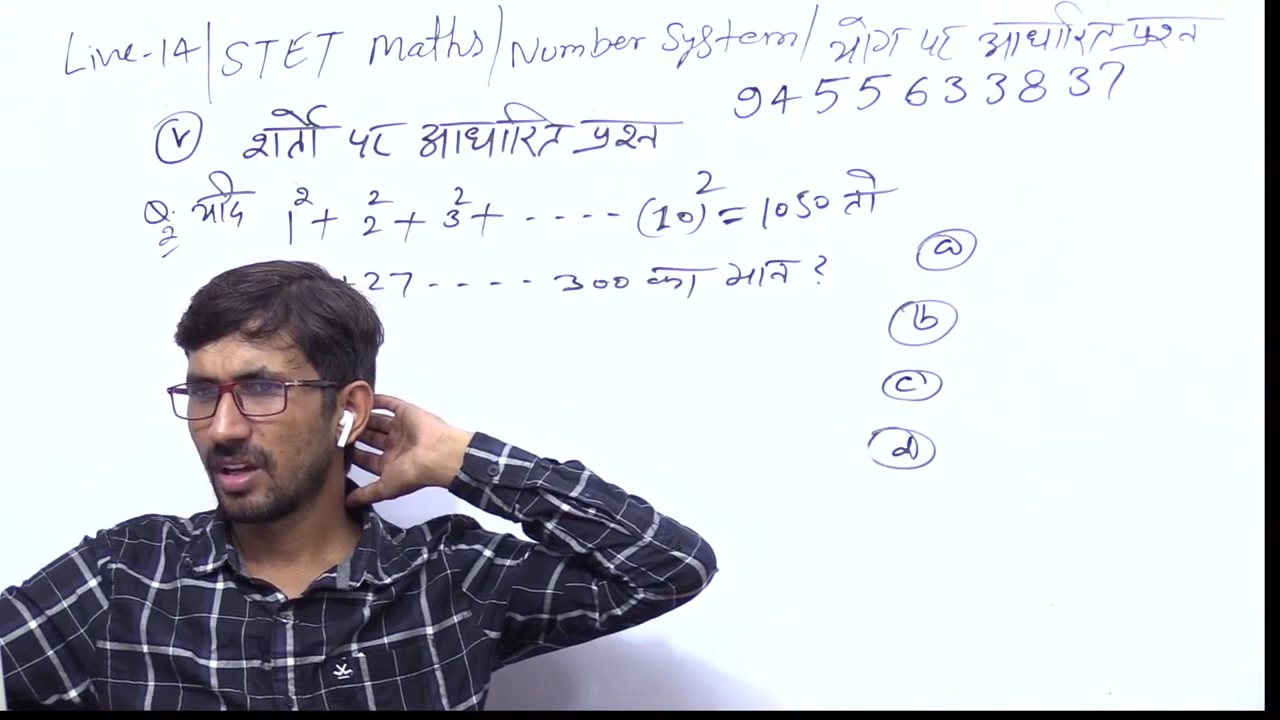 Live-14/STET Maths/Number System/योग पर आधारित प्रश्न
9455633837
(v) शर्तो पर आधारित प्रश्न
Q.2 यदि 1² + 2² + 3² + ---- (10)² = 1050 तो
+27 ---- 300 का मान ?
(a)
(b)
(c)
(d)